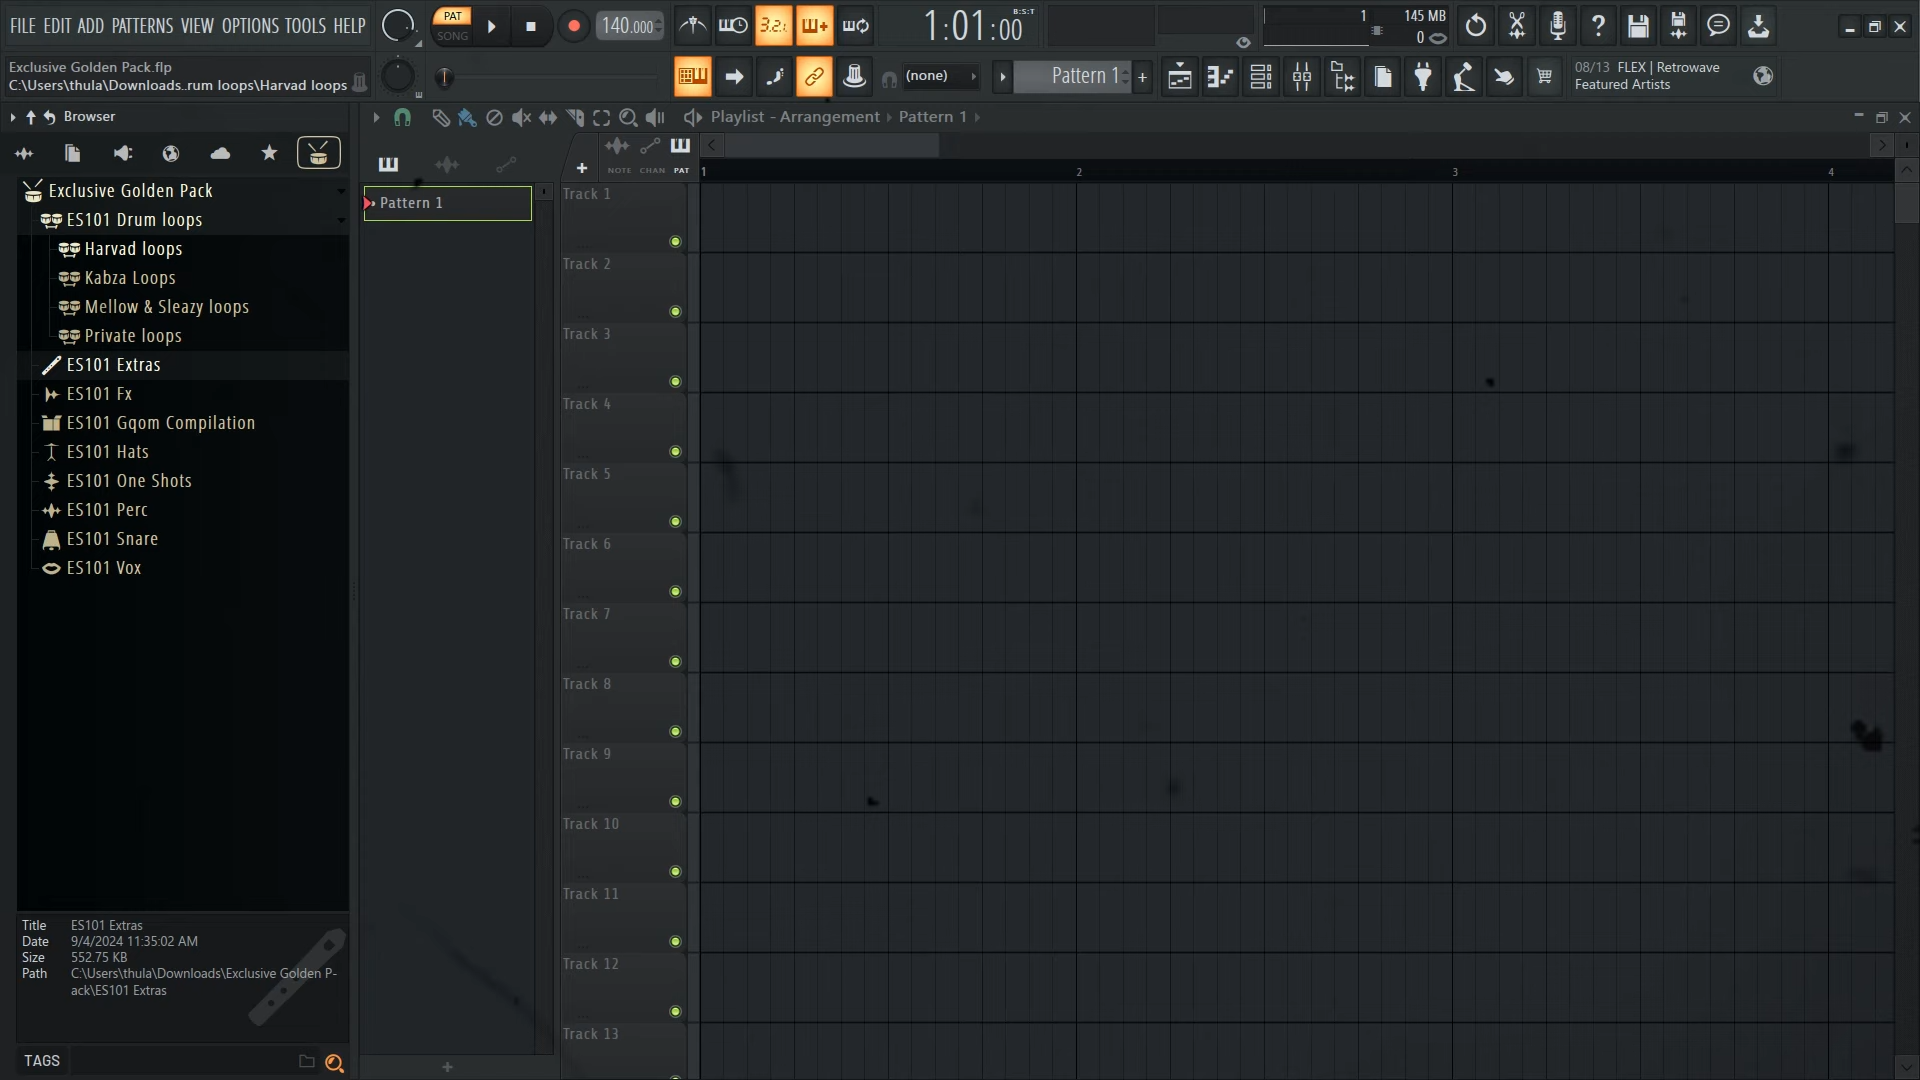 FILE EDIT ADD PATTERNS VIEW OPTIONS TOOLS HELP
PAT
SONG
140.000
3.2.
1:01:00
B:S:T
1
145 MB
0
Exclusive Golden Pack.flp
C:\Users\thula\Downloads..rum loops\Harvad loops
(none)
Pattern 1
+
08/13 FLEX | Retrowave
Featured Artists
Browser
Playlist - Arrangement › Pattern 1 ›
NOTE CHAN PAT
1 2 3 4
Exclusive Golden Pack
ES101 Drum loops
Harvad loops
Kabza Loops
Mellow & Sleazy loops
Private loops
ES101 Extras
ES101 Fx
ES101 Gqom Compilation
ES101 Hats
ES101 One Shots
ES101 Perc
ES101 Snare
ES101 Vox
Pattern 1
Track 1
Track 2
Track 3
Track 4
Track 5
Track 6
Track 7
Track 8
Track 9
Track 10
Track 11
Track 12
Track 13
Title ES101 Extras
Date 9/4/2024 11:35:02 AM
Size 552.75 KB
Path C:\Users\thula\Downloads\Exclusive Golden P-
ack\ES101 Extras
TAGS